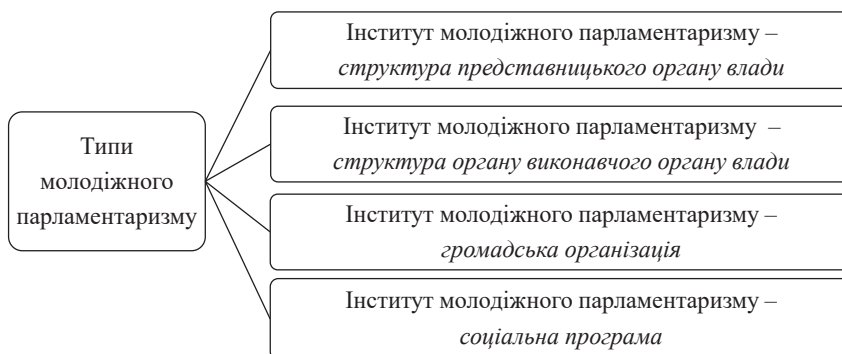 Типи
молодіжного
парламентаризму
Інститут молодіжного парламентаризму –
структура представницького органу влади
Інститут молодіжного парламентаризму –
структура органу виконавчого органу влади
Інститут молодіжного парламентаризму –
громадська організація
Інститут молодіжного парламентаризму –
соціальна програма